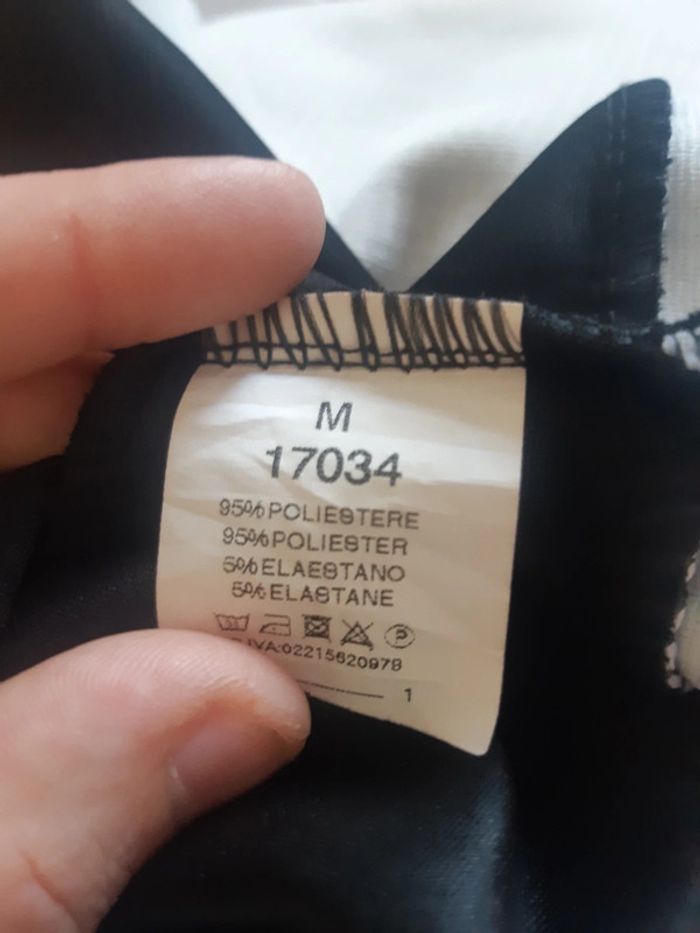 M
17034
95% POLIESTERE
95% POLIESTER
5% ELAESTANO
5% ELASTANE
IVA:02215620978
1